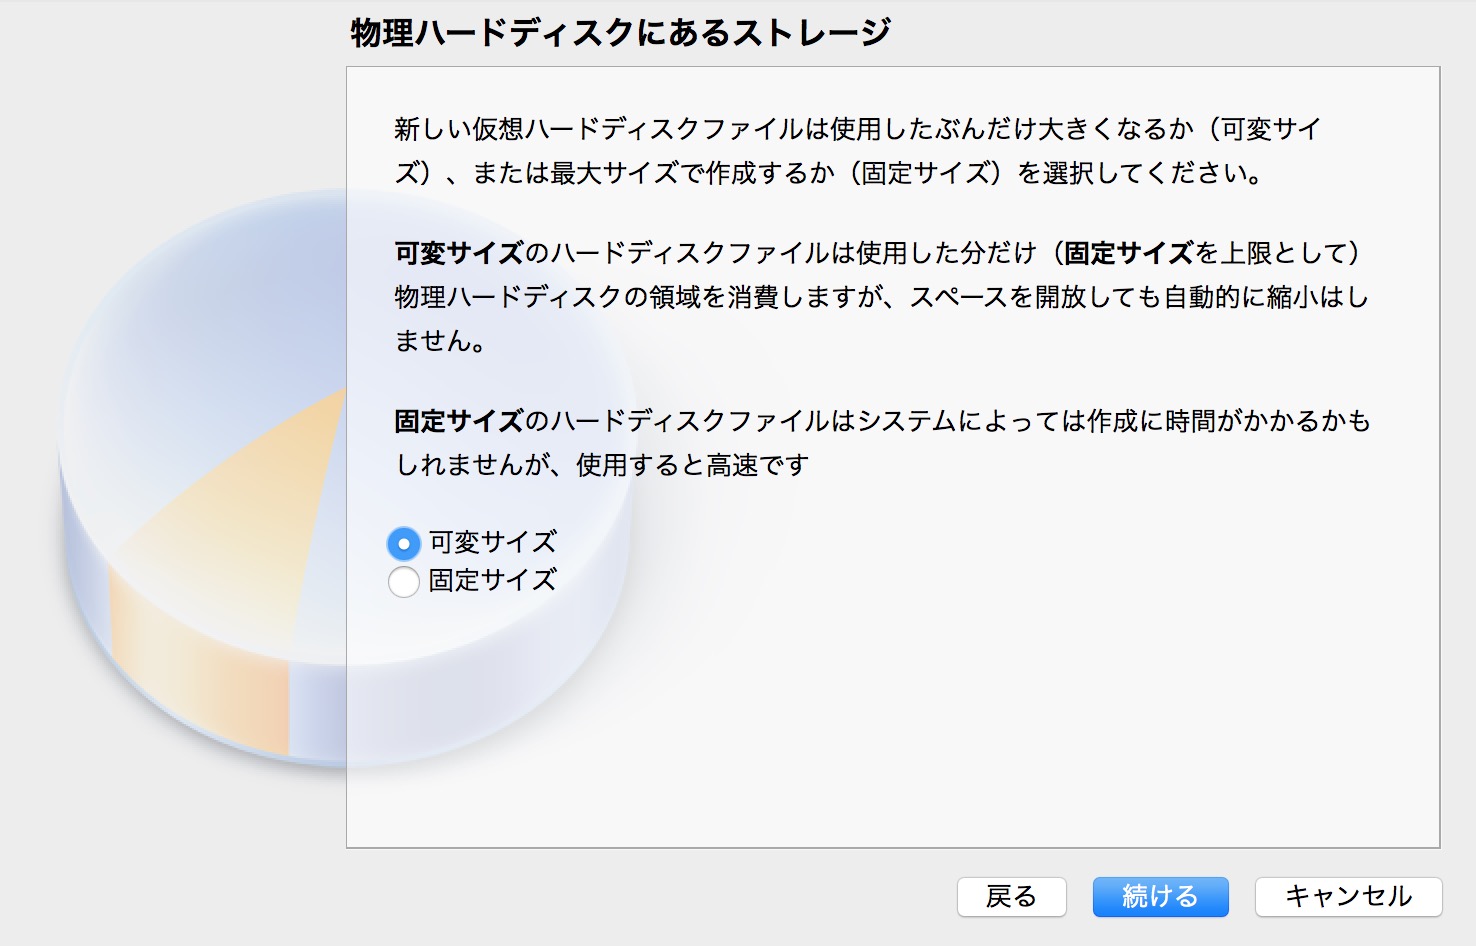 物理ハードディスクにあるストレージ
新しい仮想ハードディスクファイルは使用したぶんだけ大きくなるか（可変サイ
ズ）、または最大サイズで作成するか（固定サイズ）を選択してください。
可変サイズのハードディスクファイルは使用した分だけ（固定サイズを上限として）
物理ハードディスクの領域を消費しますが、スペースを開放しても自動的に縮小はし
ません。
固定サイズのハードディスクファイルはシステムによっては作成に時間がかかるかも
しれませんが、使用すると高速です
可変サイズ
固定サイズ
戻る 続ける キャンセル